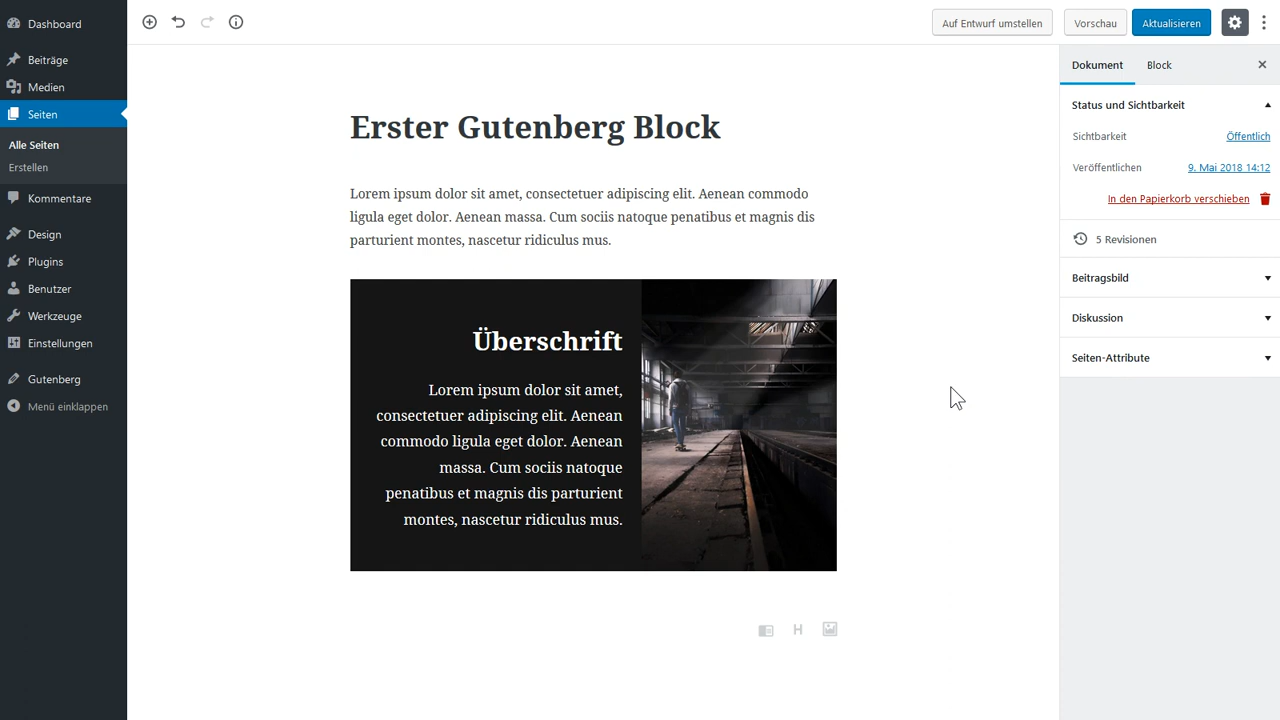 Dashboard
Beiträge
Medien
Seiten
Alle Seiten
Erstellen
Kommentare
Design
Plugins
Benutzer
Werkzeuge
Einstellungen
Gutenberg
Menü einklappen
Auf Entwurf umstellen
Vorschau
Aktualisieren
Erster Gutenberg Block
Lorem ipsum dolor sit amet, consectetuer adipiscing elit. Aenean commodo
ligula eget dolor. Aenean massa. Cum sociis natoque penatibus et magnis dis
parturient montes, nascetur ridiculus mus.
Überschrift
Lorem ipsum dolor sit amet,
consectetuer adipiscing elit. Aenean
commodo ligula eget dolor. Aenean
massa. Cum sociis natoque
penatibus et magnis dis parturient
montes, nascetur ridiculus mus.
H
Dokument
Block
Status und Sichtbarkeit
Sichtbarkeit
Öffentlich
Veröffentlichen
9. Mai 2018 14:12
In den Papierkorb verschieben
5 Revisionen
Beitragsbild
Diskussion
Seiten-Attribute